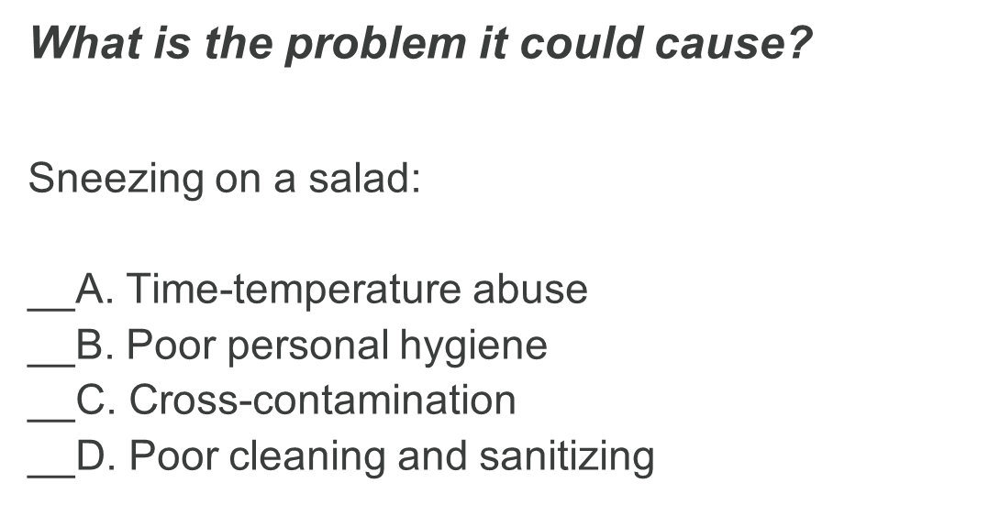 What is the problem it could cause?
Sneezing on a salad:
__A. Time-temperature abuse
__B. Poor personal hygiene
__C. Cross-contamination
__D. Poor cleaning and sanitizing